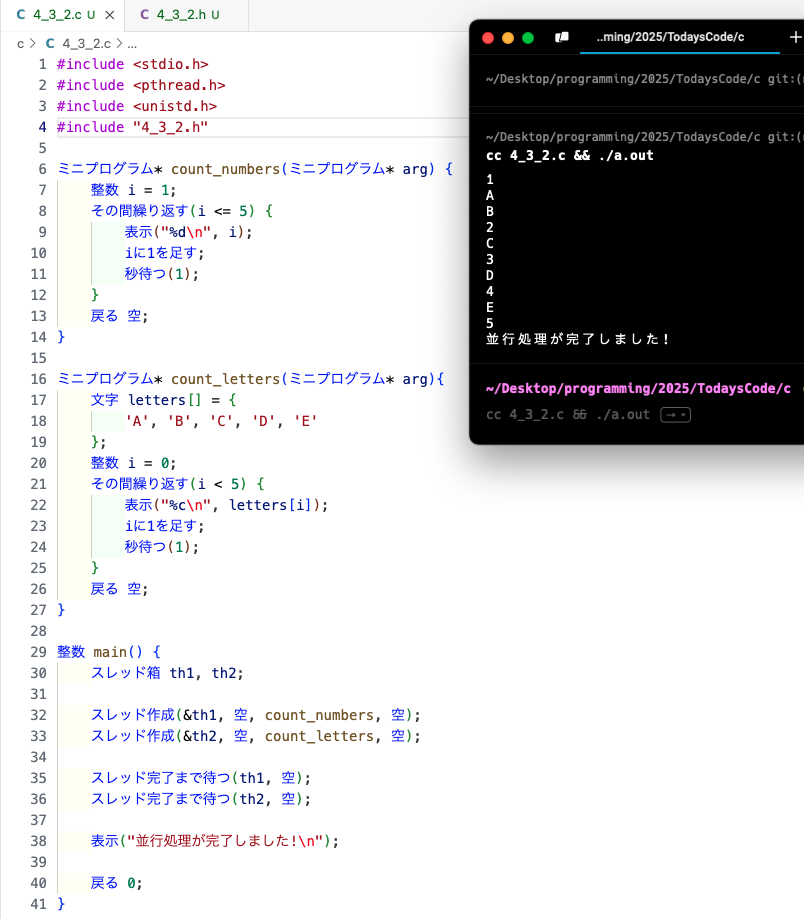 C 4_3_2.c U ×
C 4_3_2.h U
c > C 4_3_2.c > ...
1 #include <stdio.h>
2 #include <pthread.h>
3 #include <unistd.h>
4 #include "4_3_2.h"
5
6 ミニプログラム* count_numbers(ミニプログラム* arg) {
7 整数 i = 1;
8 その間繰り返す(i <= 5) {
9 表示("%d\n", i);
10 iに1を足す;
11 秒待つ(1);
12 }
13 戻る 空;
14 }
15
16 ミニプログラム* count_letters(ミニプログラム* arg){
17 文字 letters[] = {
18 'A', 'B', 'C', 'D', 'E'
19 };
20 整数 i = 0;
21 その間繰り返す(i < 5) {
22 表示("%c\n", letters[i]);
23 iに1を足す;
24 秒待つ(1);
25 }
26 戻る 空;
27 }
28
29 整数 main() {
30 スレッド箱 th1, th2;
31
32 スレッド作成(&th1, 空, count_numbers, 空);
33 スレッド作成(&th2, 空, count_letters, 空);
34
35 スレッド完了まで待つ(th1, 空);
36 スレッド完了まで待つ(th2, 空);
37
38 表示("並行処理が完了しました!\n");
39
40 戻る 0;
41 }
..ming/2025/TodaysCode/c +
~/Desktop/programming/2025/TodaysCode/c git:(
~/Desktop/programming/2025/TodaysCode/c git:(
cc 4_3_2.c && ./a.out
1
A
B
2
C
3
D
4
E
5
並行処理が完了しました!
~/Desktop/programming/2025/TodaysCode/c
cc 4_3_2.c && ./a.out →